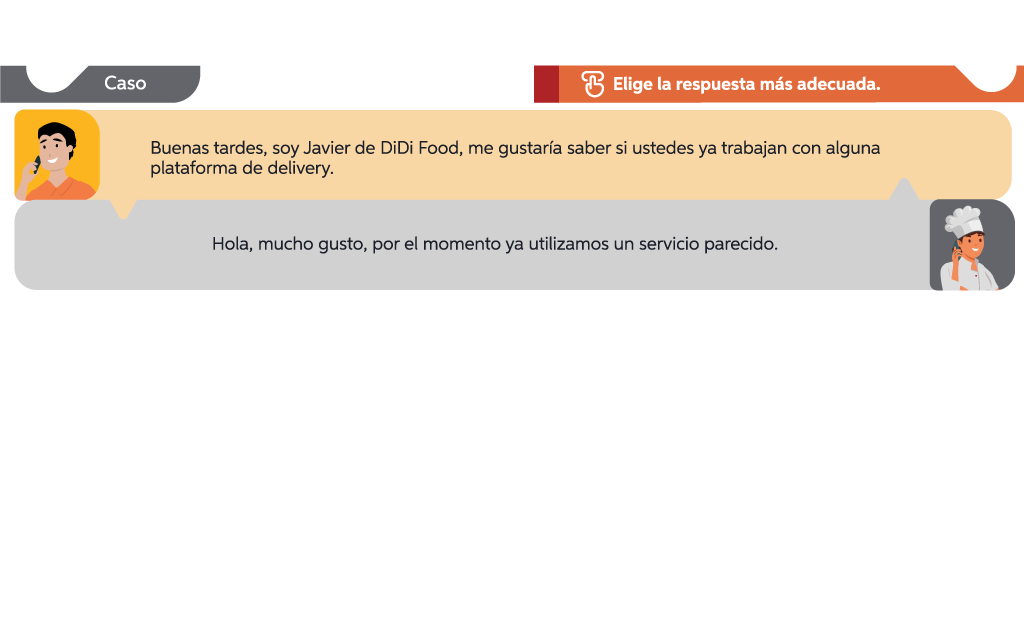 Caso
Elige la respuesta más adecuada.
Buenas tardes, soy Javier de DiDi Food, me gustaría saber si ustedes ya trabajan con alguna
plataforma de delivery.
Hola, mucho gusto, por el momento ya utilizamos un servicio parecido.